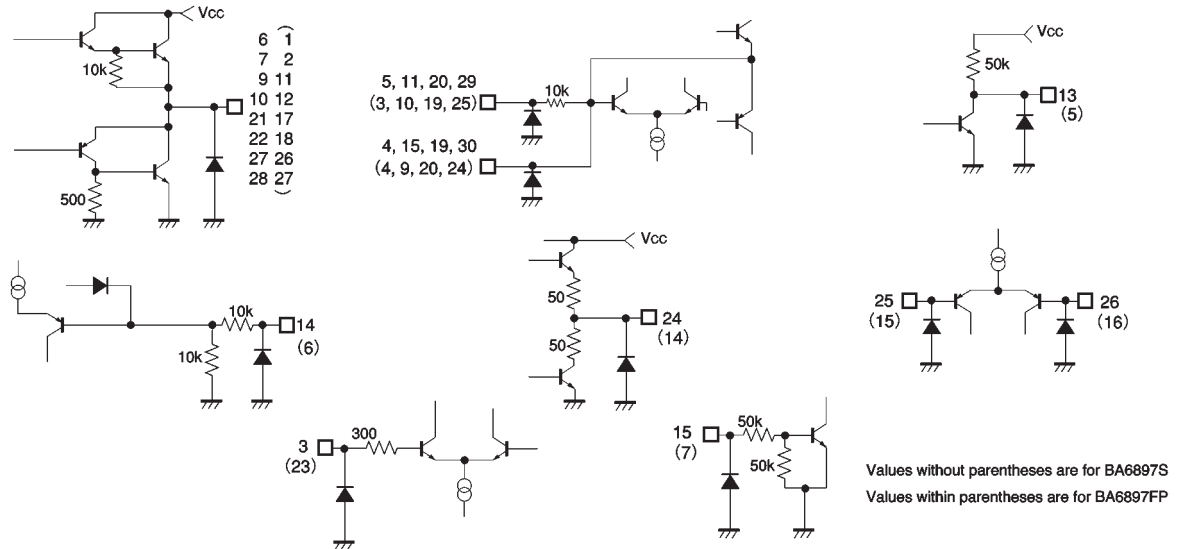 Vcc
10k
500
6 ( 1
7 2
9 11
10 12
21 17
22 18
27 26
28 27 )
5, 11, 20, 29
(3, 10, 19, 25)
10k
4, 15, 19, 30
(4, 9, 20, 24)
Vcc
50k
13
(5)
10k
10k
14
(6)
Vcc
50
50
24
(14)
25
(15)
26
(16)
3
(23)
300
15
(7)
50k
50k
Values without parentheses are for BA6897S
Values within parentheses are for BA6897FP